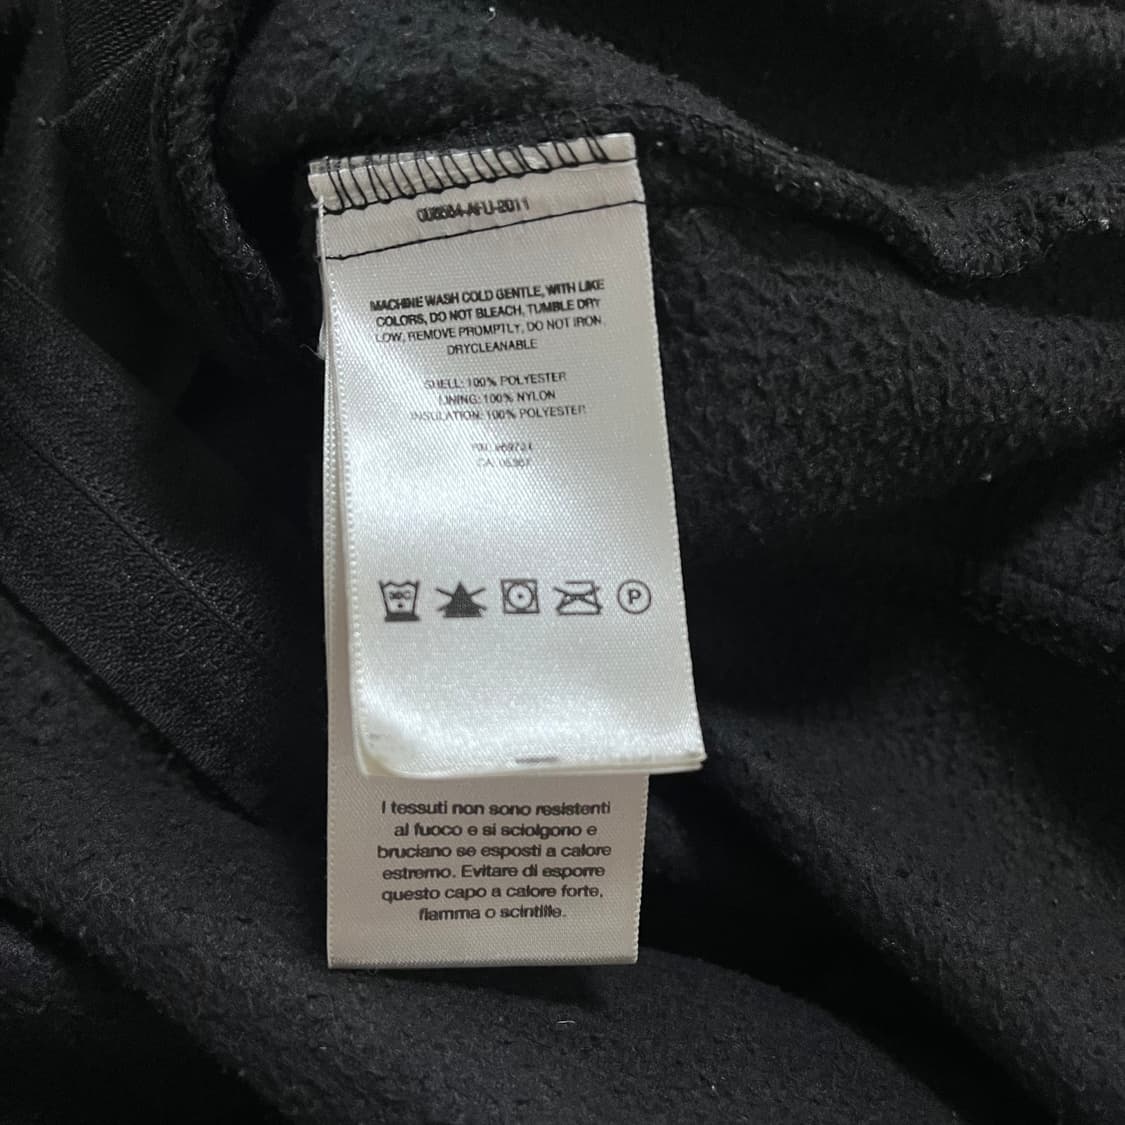 MACHINE WASH COLD GENTLE, WITH LIKE
COLORS, DO NOT BLEACH, TUMBLE DRY
LOW, REMOVE PROMPTLY, DO NOT IRON,
DRYCLEANABLE
SHELL: 100% POLYESTER
LINING: 100% NYLON
INSULATION: 100% POLYESTER
CA:
30C
P
I tessuti non sono resistenti
al fuoco e si sciolgono e
bruciano se esposti a calore
estremo. Evitare di esporre
questo capo a calore forte,
fiamma o scintille.